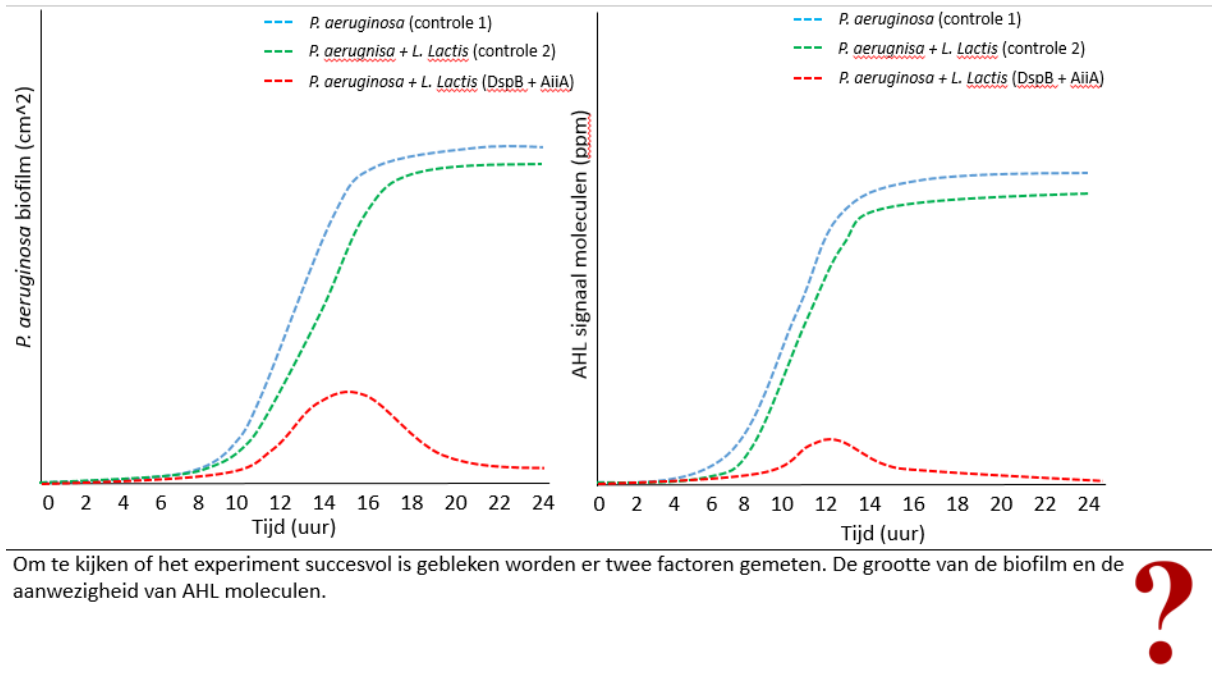 P. aeruginosa (controle 1)
P. aerugnisa + L. Lactis (controle 2)
P. aeruginosa + L. Lactis (DspB + AiiA)
P. aeruginosa biofilm (cm^2)
0 2 4 6 8 10 12 14 16 18 20 22 24
Tijd (uur)
P. aeruginosa (controle 1)
P. aerugnisa + L. Lactis (controle 2)
P. aeruginosa + L. Lactis (DspB + AiiA)
AHL signaal moleculen (ppm)
0 2 4 6 8 10 12 14 16 18 20 22 24
Tijd (uur)
Om te kijken of het experiment succesvol is gebleken worden er twee factoren gemeten. De grootte van de biofilm en de
aanwezigheid van AHL moleculen.
?